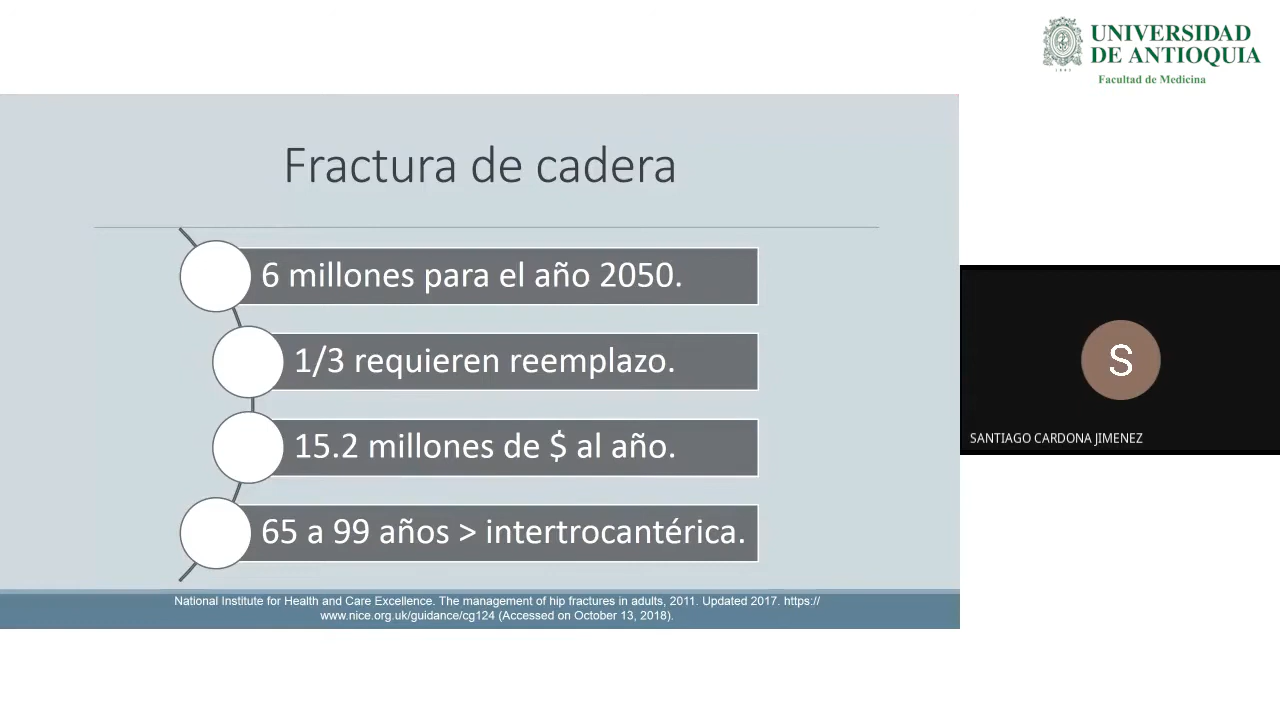 UNIVERSIDAD
DE ANTIOQUIA
1803
Facultad de Medicina
Fractura de cadera
6 millones para el año 2050.
1/3 requieren reemplazo.
15.2 millones de $ al año.
65 a 99 años > intertrocantérica.
National Institute for Health and Care Excellence. The management of hip fractures in adults, 2011. Updated 2017. https://
www.nice.org.uk/guidance/cg124 (Accessed on October 13, 2018).
S
SANTIAGO CARDONA JIMENEZ